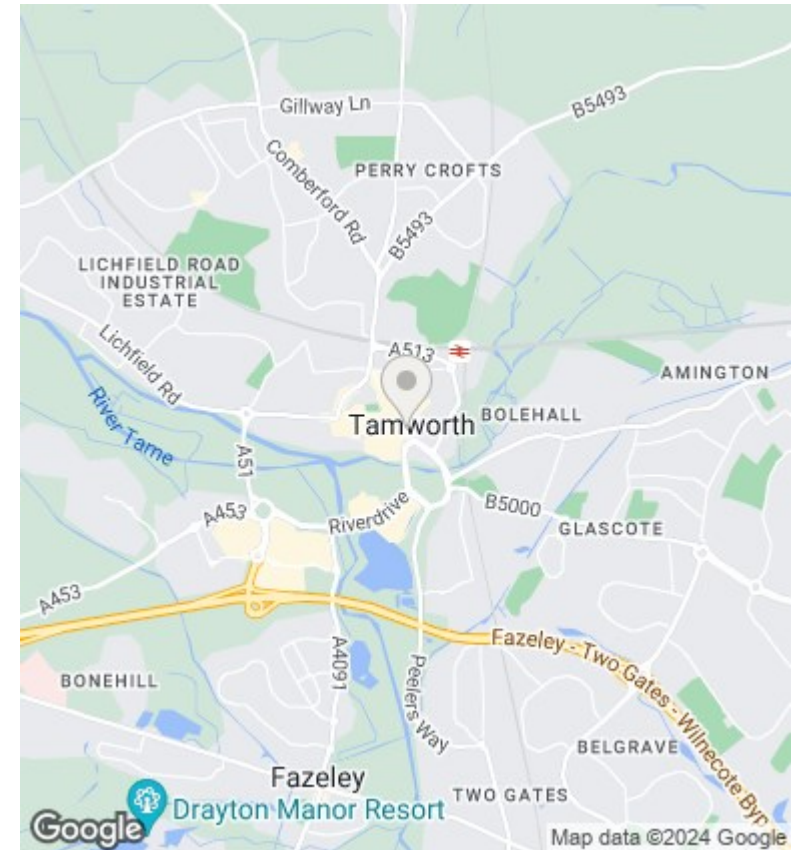 Gillway Ln
B5493
PERRY CROFTS
Comberford Rd
B5493
LICHFIELD ROAD
INDUSTRIAL
ESTATE
A513
Lichfield Rd
AMINGTON
River Tame
Tamworth
BOLEHALL
A51
A453
Riverdrive
B5000
GLASCOTE
A453
Fazeley - Two Gates - Wilnecote Byp
A4091
BONEHILL
Peelers Way
BELGRAVE
Fazeley
TWO GATES
Drayton Manor Resort
Google
Map data ©2024 Google